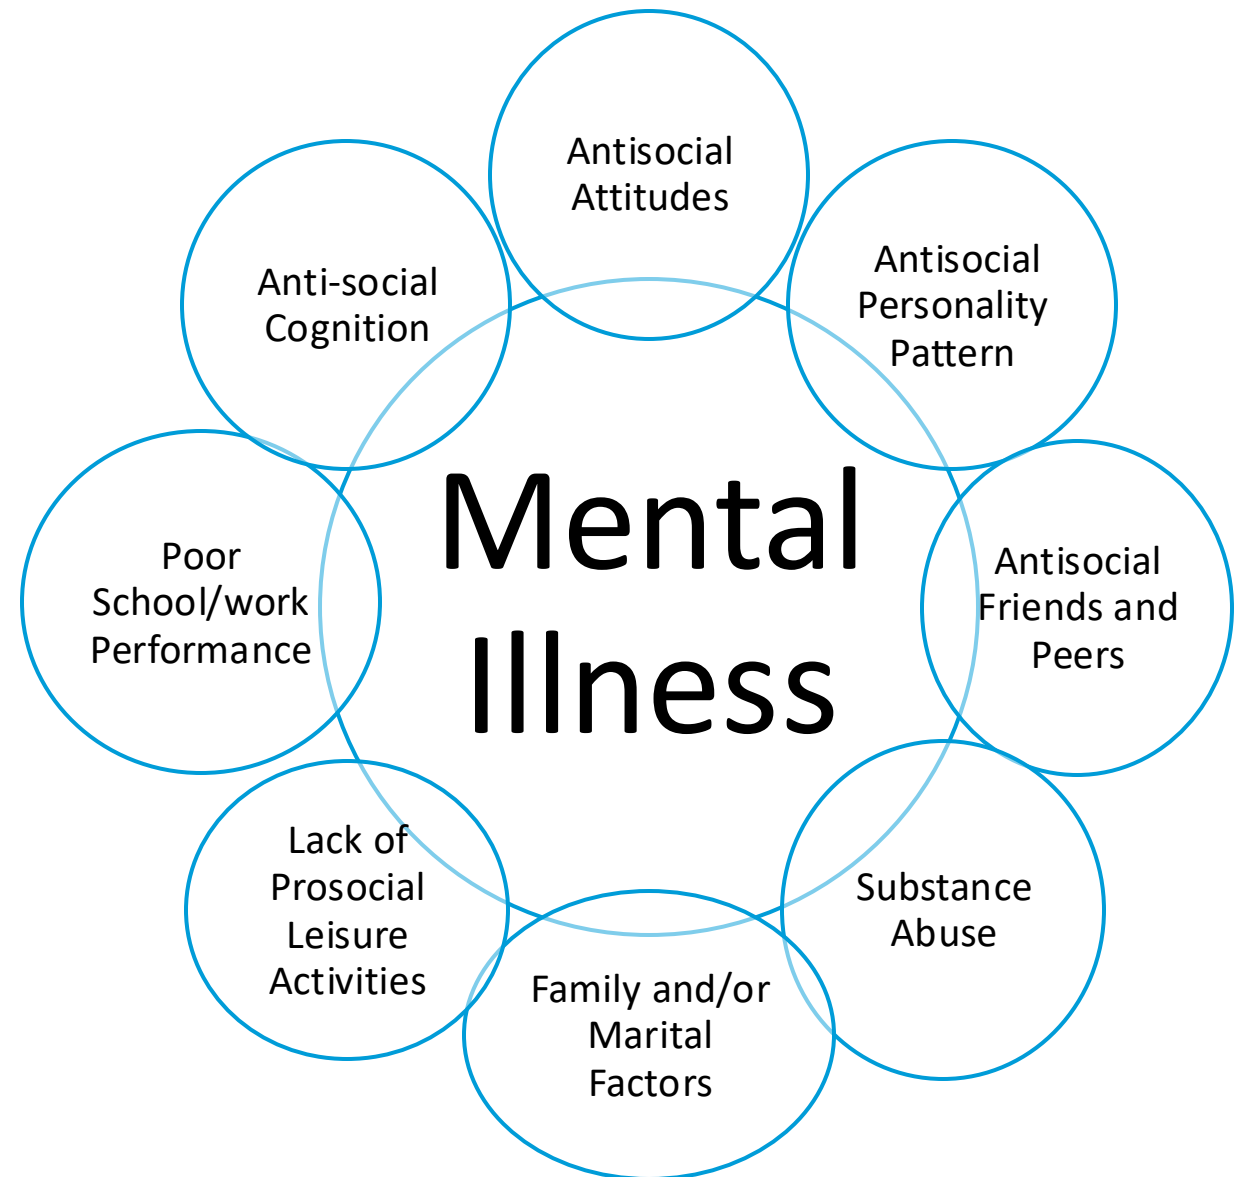 Antisocial
Attitudes
Antisocial
Personality
Pattern
Antisocial
Friends and
Peers
Substance
Abuse
Family and/or
Marital
Factors
Lack of
Prosocial
Leisure
Activities
Poor
School/work
Performance
Anti-social
Cognition
Mental
Illness